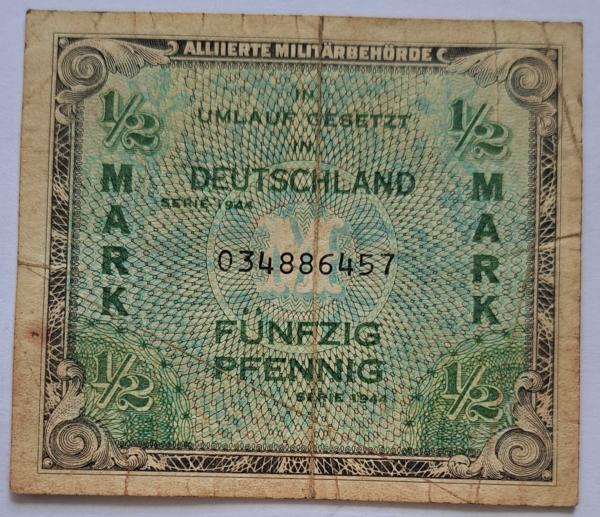 ALLIIERTE MILITÄRBEHÖRDE
1/2 1/2
IN
UMLAUF GESETZT
IN
DEUTSCHLAND
SERIE 1944
MARK MARK
M
034886457
FÜNFZIG
PFENNIG
1/2 1/2
SERIE 1944